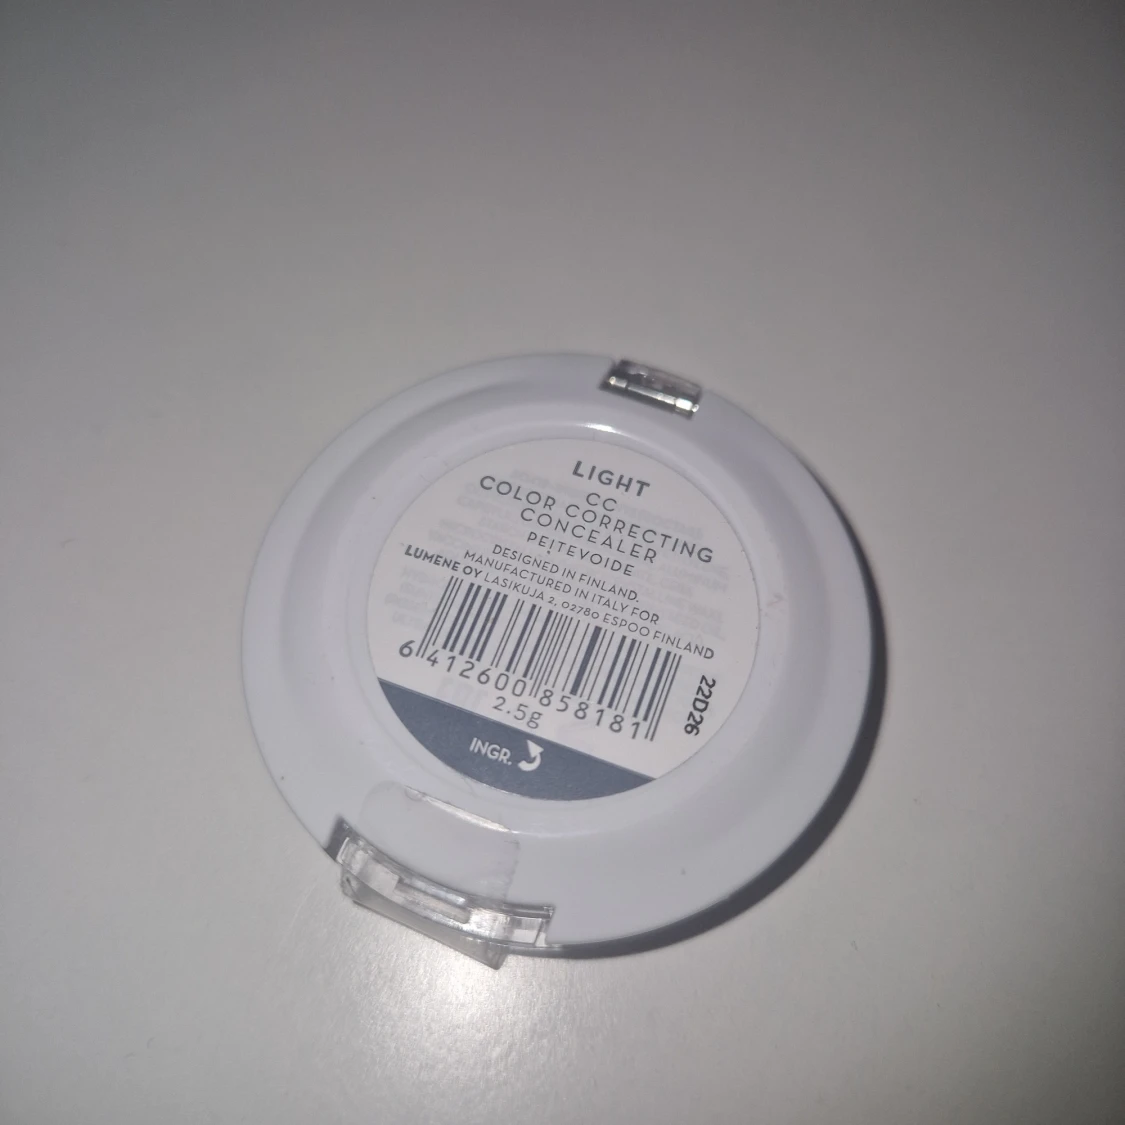 LIGHT
CC
COLOR CORRECTING
CONCEALER
PEITEVOIDE
DESIGNED IN FINLAND.
MANUFACTURED IN ITALY FOR
LUMENE OY LASIKUJA 2, 02780 ESPOO FINLAND
6 412600 858181
22D26
2.5g
INGR.